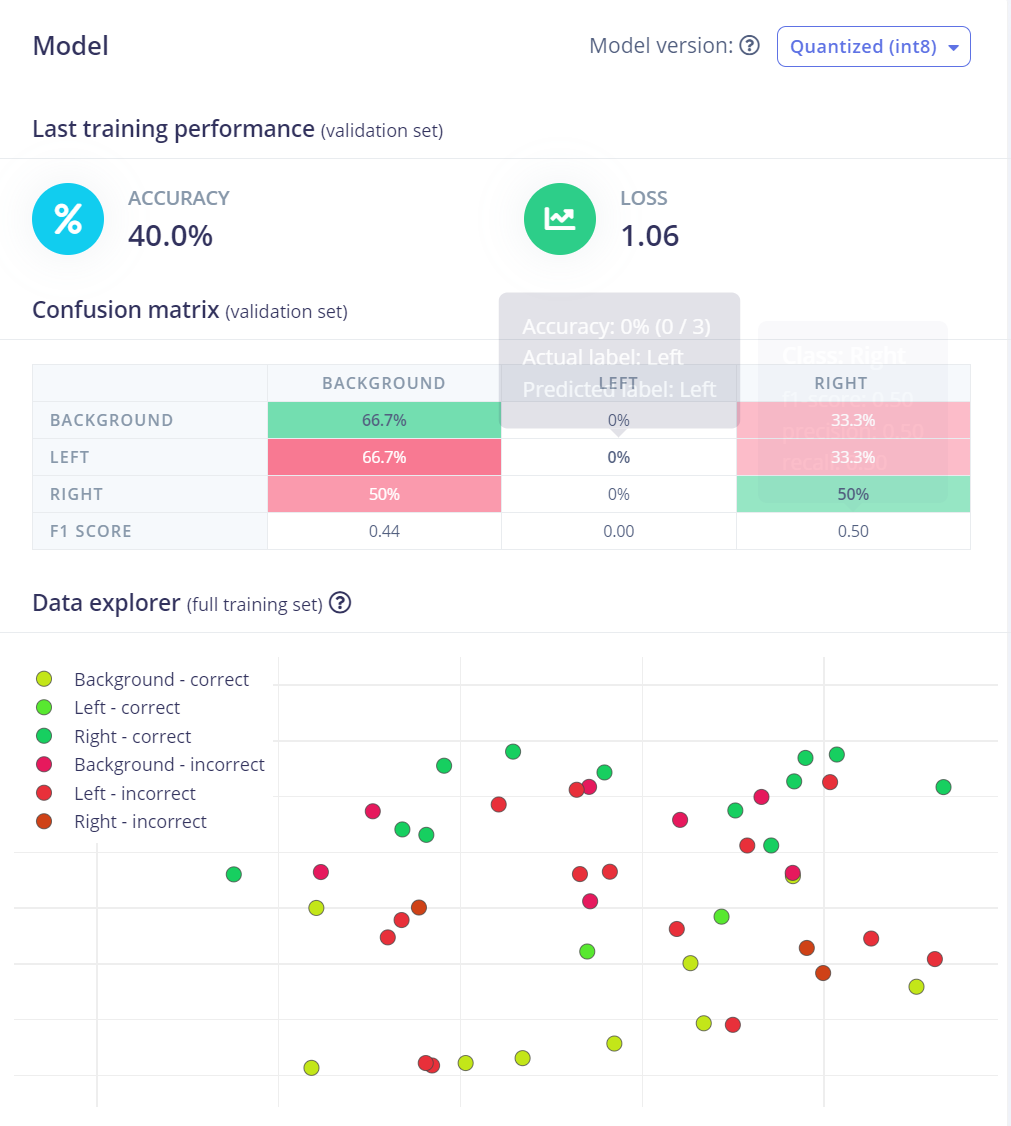 Model
Model version: Quantized (int8)
Last training performance (validation set)
ACCURACY
40.0%
LOSS
1.06
Confusion matrix (validation set)
Accuracy: 0% (0 / 3)
Actual label: Left
Predicted label: Left
Class: Right
F1-score: 0.50
precision: 0.50
recall: 0.50
BACKGROUND LEFT RIGHT
BACKGROUND 66.7% 0% 33.3%
LEFT 66.7% 0% 33.3%
RIGHT 50% 0% 50%
F1 SCORE 0.44 0.00 0.50
Data explorer (full training set)
Background - correct
Left - correct
Right - correct
Background - incorrect
Left - incorrect
Right - incorrect